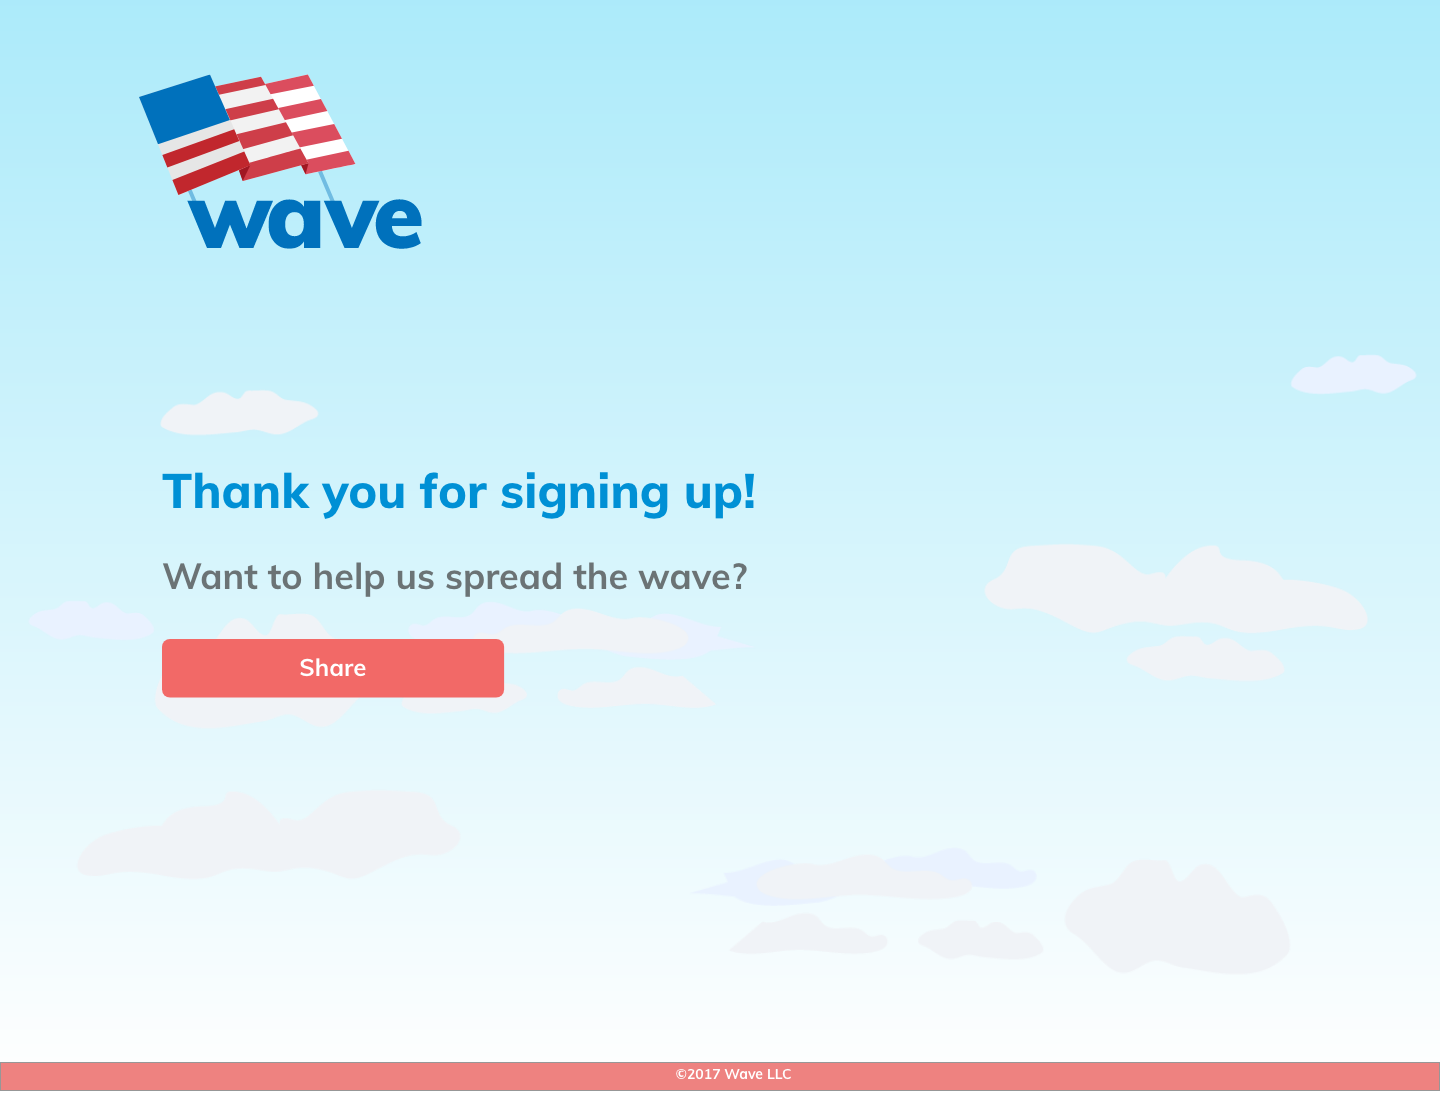 wave
Thank you for signing up!
Want to help us spread the wave?
Share
©2017 Wave LLC